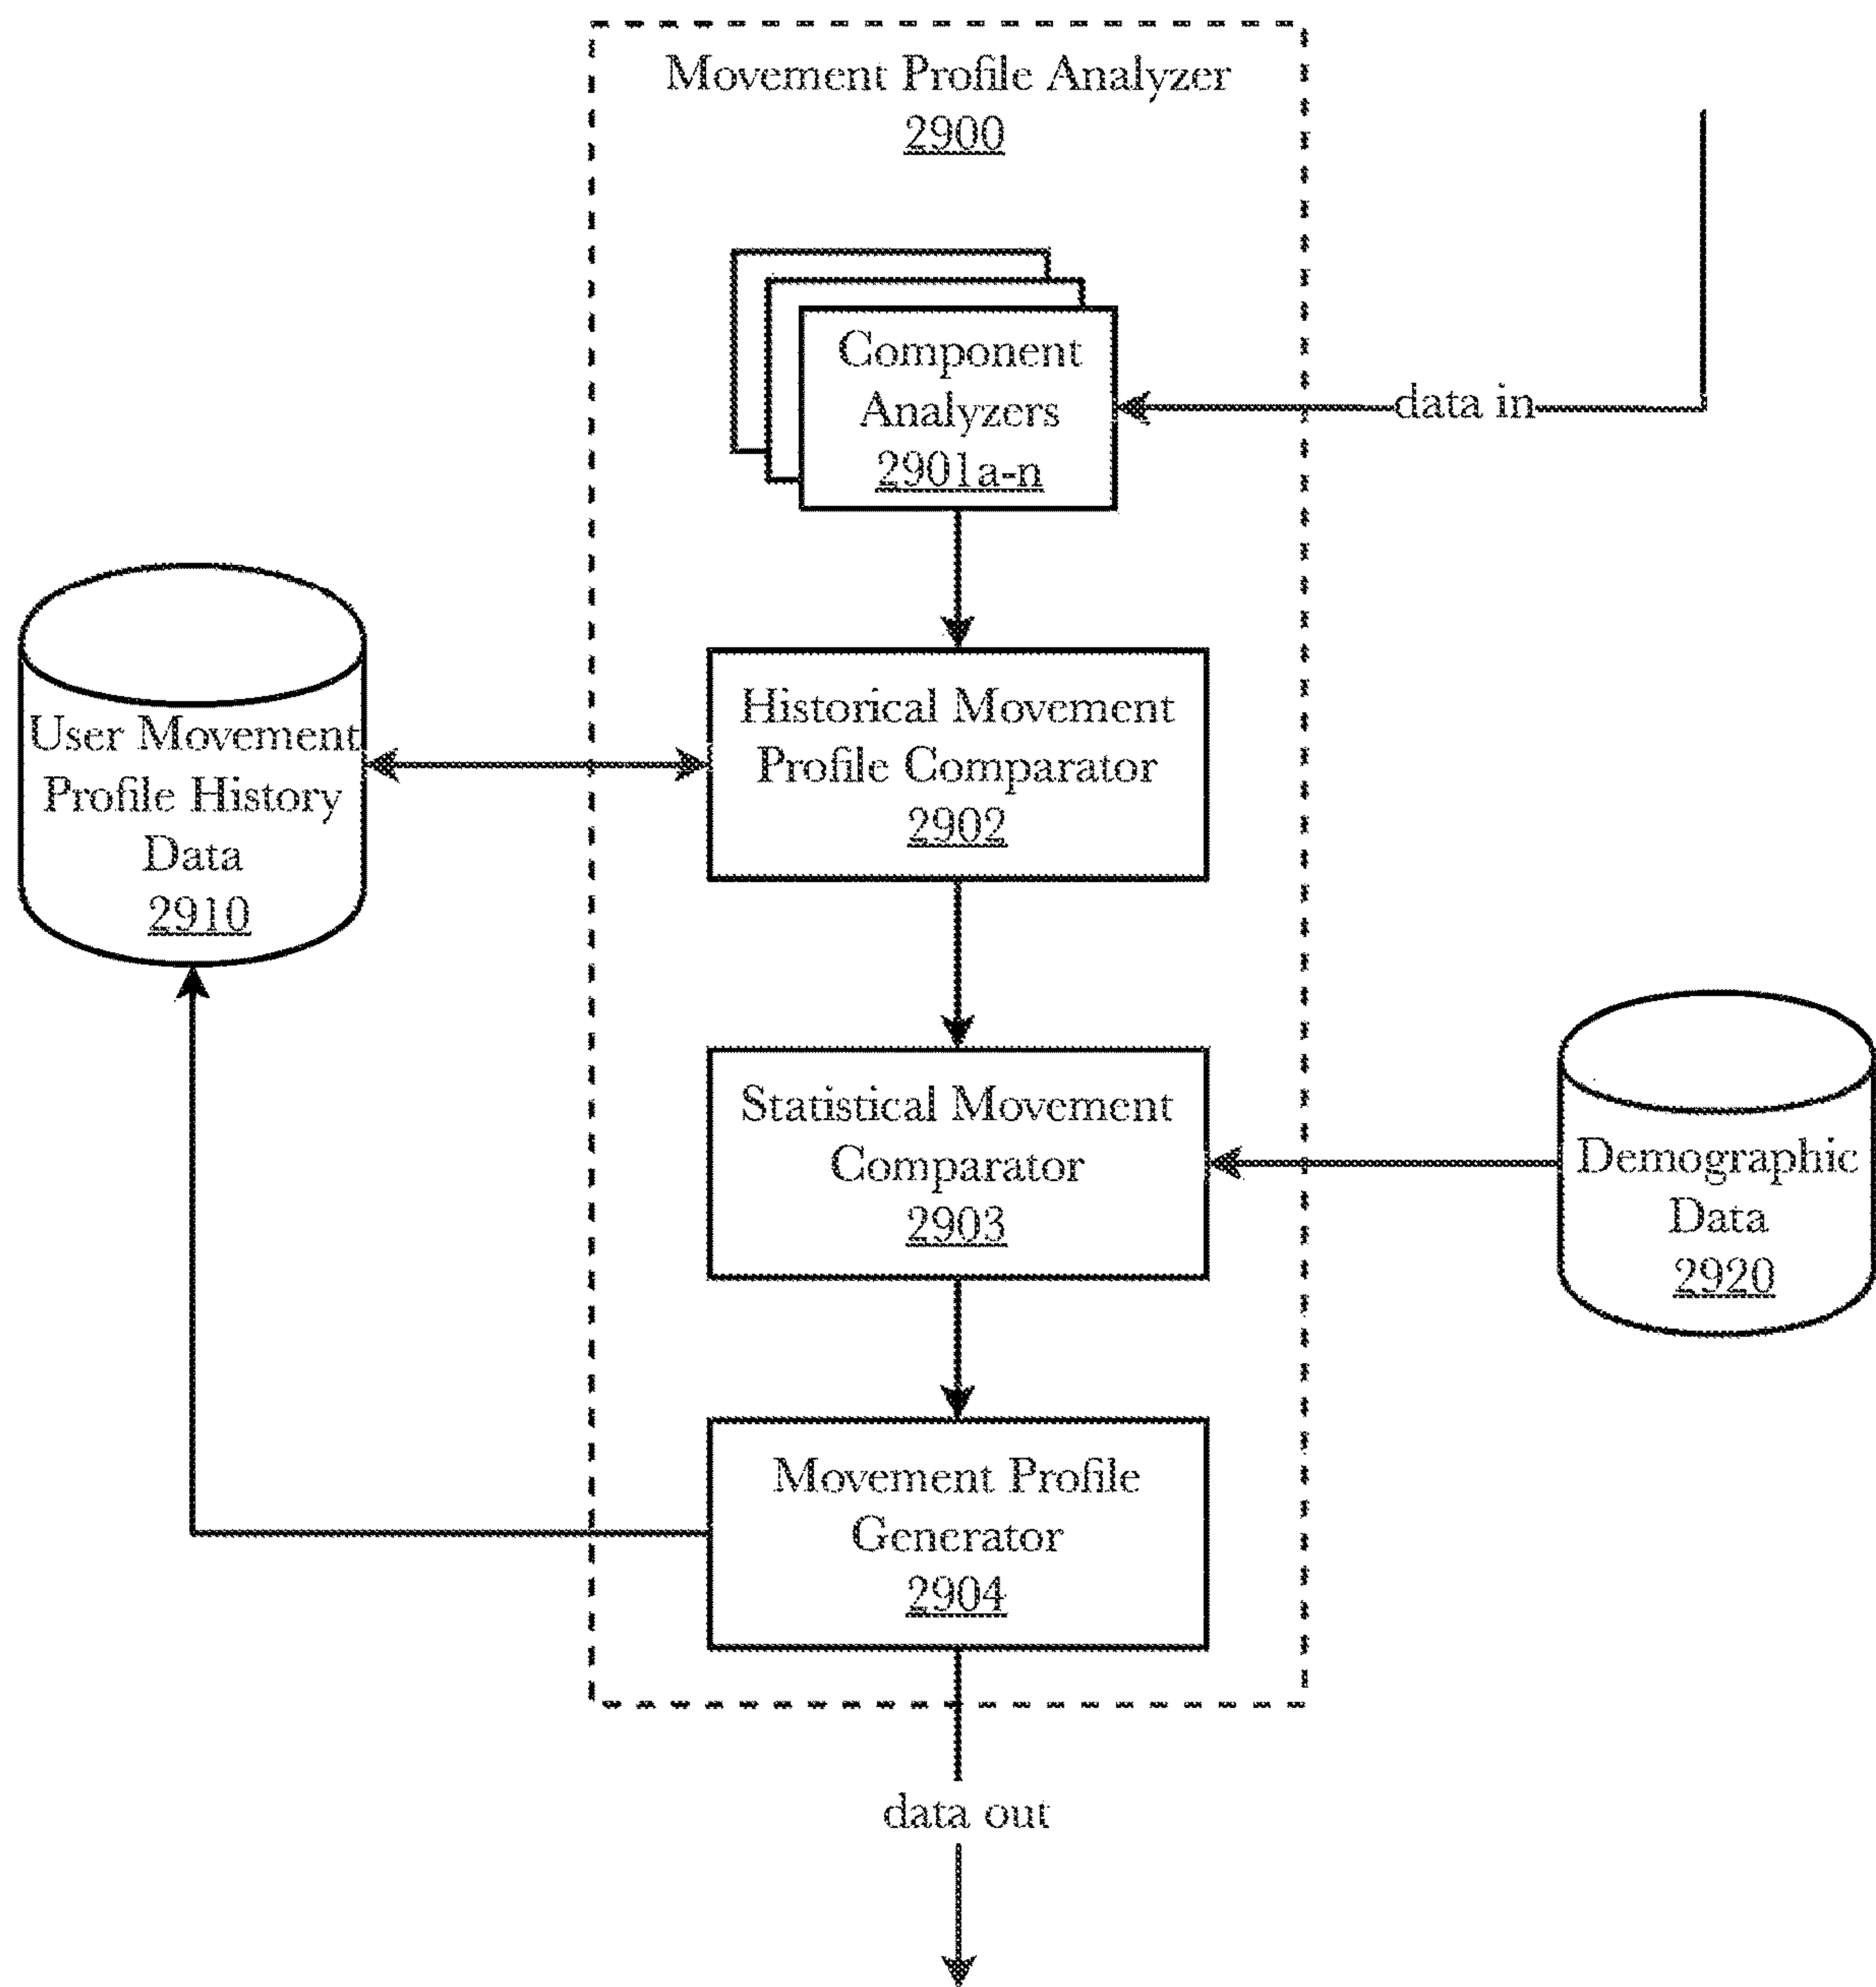 Movement Profile Analyzer
2900
Component
Analyzers
2901a-n
data in
Historical Movement
Profile Comparator
2902
User Movement
Profile History
Data
2910
Statistical Movement
Comparator
2903
Demographic
Data
2920
Movement Profile
Generator
2904
data out